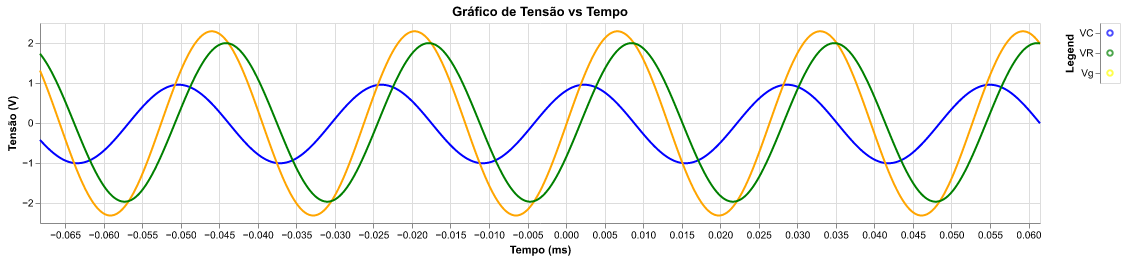 Gráfico de Tensão vs Tempo
Tensão (V)
2
1
0
−1
−2
−0.065 −0.060 −0.055 −0.050 −0.045 −0.040 −0.035 −0.030 −0.025 −0.020 −0.015 −0.010 −0.005 0.000 0.005 0.010 0.015 0.020 0.025 0.030 0.035 0.040 0.045 0.050 0.055 0.060
Tempo (ms)
Legend
VC
VR
Vg